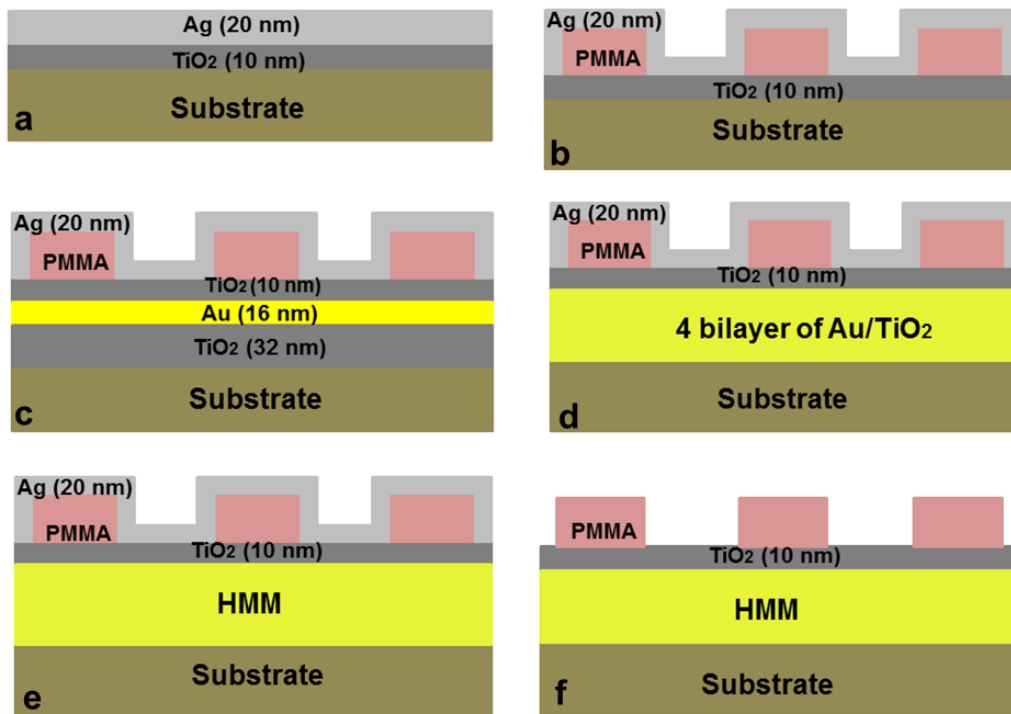 Ag (20 nm)
TiO2 (10 nm)
Substrate
a
Ag (20 nm)
PMMA
TiO2 (10 nm)
Substrate
b
Ag (20 nm)
PMMA
TiO2 (10 nm)
Au (16 nm)
TiO2 (32 nm)
Substrate
c
Ag (20 nm)
PMMA
TiO2 (10 nm)
4 bilayer of Au/TiO2
Substrate
d
Ag (20 nm)
PMMA
TiO2 (10 nm)
HMM
Substrate
e
PMMA
TiO2 (10 nm)
HMM
Substrate
f